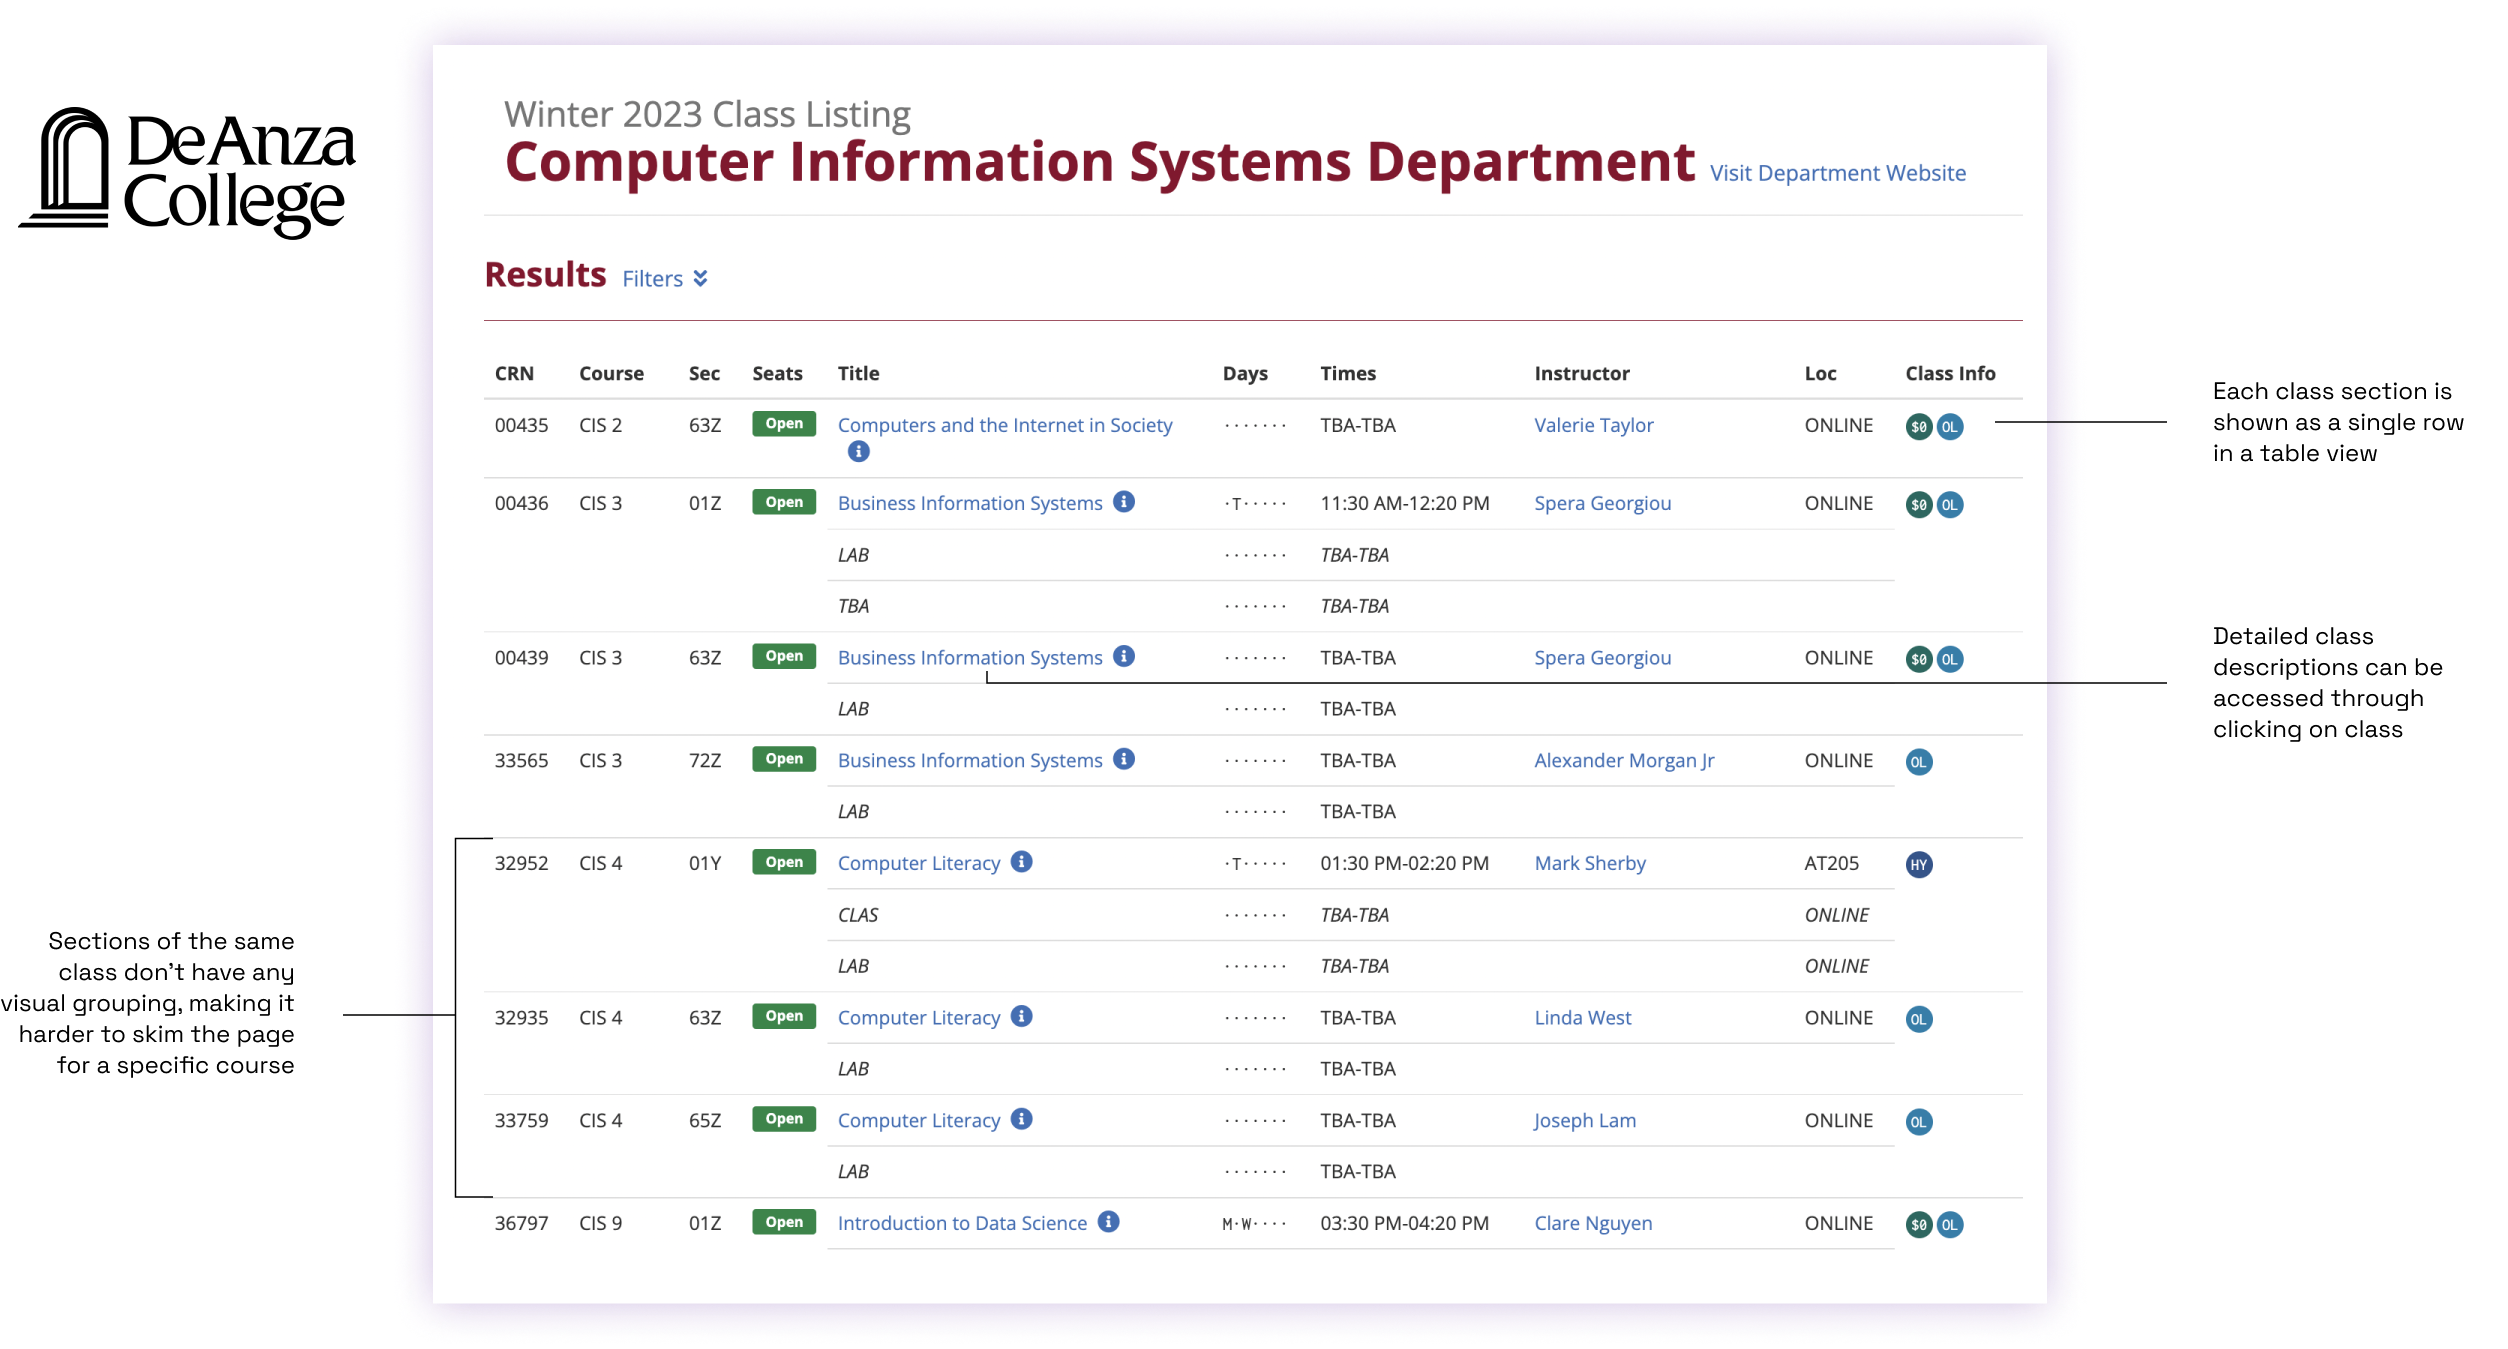 De Anza
College
Winter 2023 Class Listing
Computer Information Systems Department Visit Department Website
Results Filters
CRN Course Sec Seats Title Days Times Instructor Loc Class Info
00435 CIS 2 63Z Open Computers and the Internet in Society ······· TBA-TBA Valerie Taylor ONLINE $0 OL
i
00436 CIS 3 01Z Open Business Information Systems i ·T····· 11:30 AM-12:20 PM Spera Georgiou ONLINE $0 OL
LAB ······· TBA-TBA
TBA ······· TBA-TBA
00439 CIS 3 63Z Open Business Information Systems i ······· TBA-TBA Spera Georgiou ONLINE $0 OL
LAB ······· TBA-TBA
33565 CIS 3 72Z Open Business Information Systems i ······· TBA-TBA Alexander Morgan Jr ONLINE OL
LAB ······· TBA-TBA
32952 CIS 4 01Y Open Computer Literacy i ·T····· 01:30 PM-02:20 PM Mark Sherby AT205 HY
CLAS ······· TBA-TBA ONLINE
LAB ······· TBA-TBA ONLINE
32935 CIS 4 63Z Open Computer Literacy i ······· TBA-TBA Linda West ONLINE OL
LAB ······· TBA-TBA
33759 CIS 4 65Z Open Computer Literacy i ······· TBA-TBA Joseph Lam ONLINE OL
LAB ······· TBA-TBA
36797 CIS 9 01Z Open Introduction to Data Science i M·W···· 03:30 PM-04:20 PM Clare Nguyen ONLINE $0 OL
Each class section is
shown as a single row
in a table view
Detailed class
descriptions can be
accessed through
clicking on class
Sections of the same
class don't have any
visual grouping, making it
harder to skim the page
for a specific course